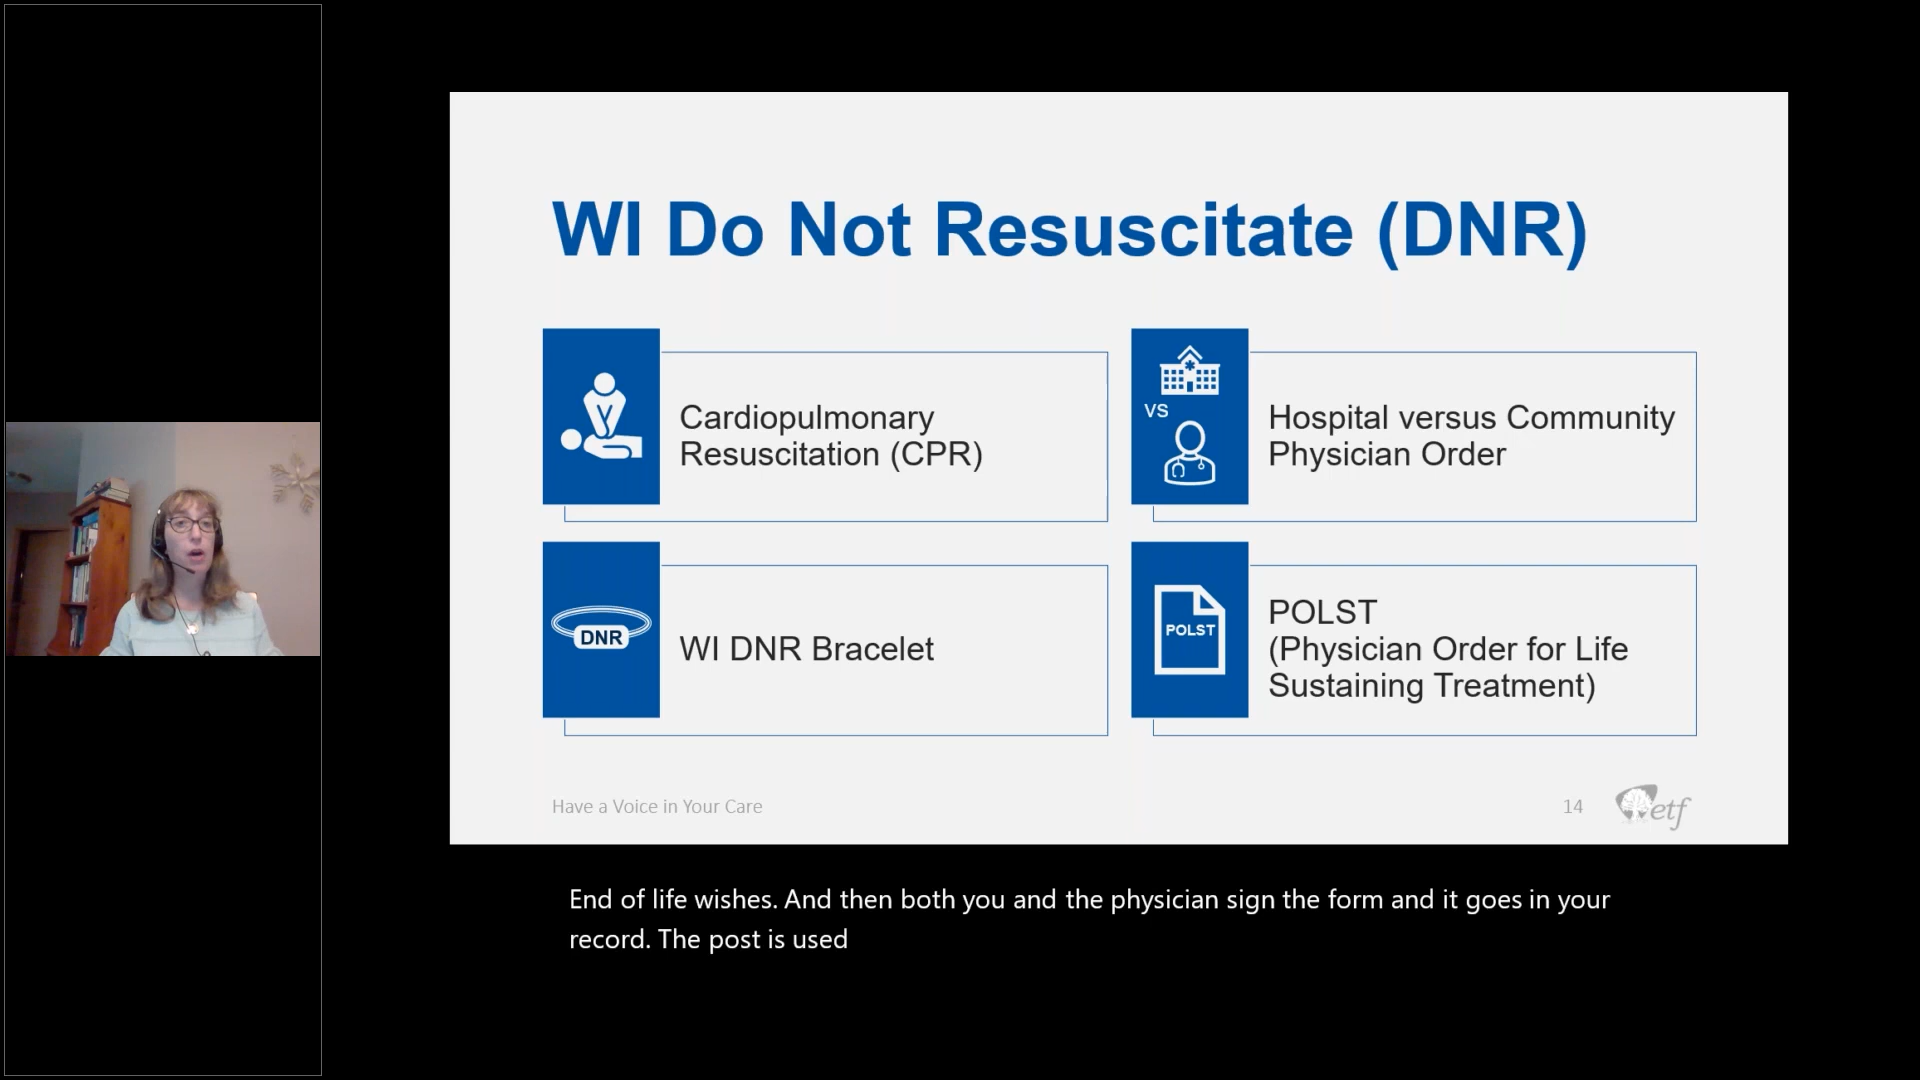 WI Do Not Resuscitate (DNR)
Cardiopulmonary
Resuscitation (CPR)
VS
Hospital versus Community
Physician Order
DNR
WI DNR Bracelet
POLST
POLST
(Physician Order for Life
Sustaining Treatment)
Have a Voice in Your Care
14
etf
End of life wishes. And then both you and the physician sign the form and it goes in your
record. The post is used